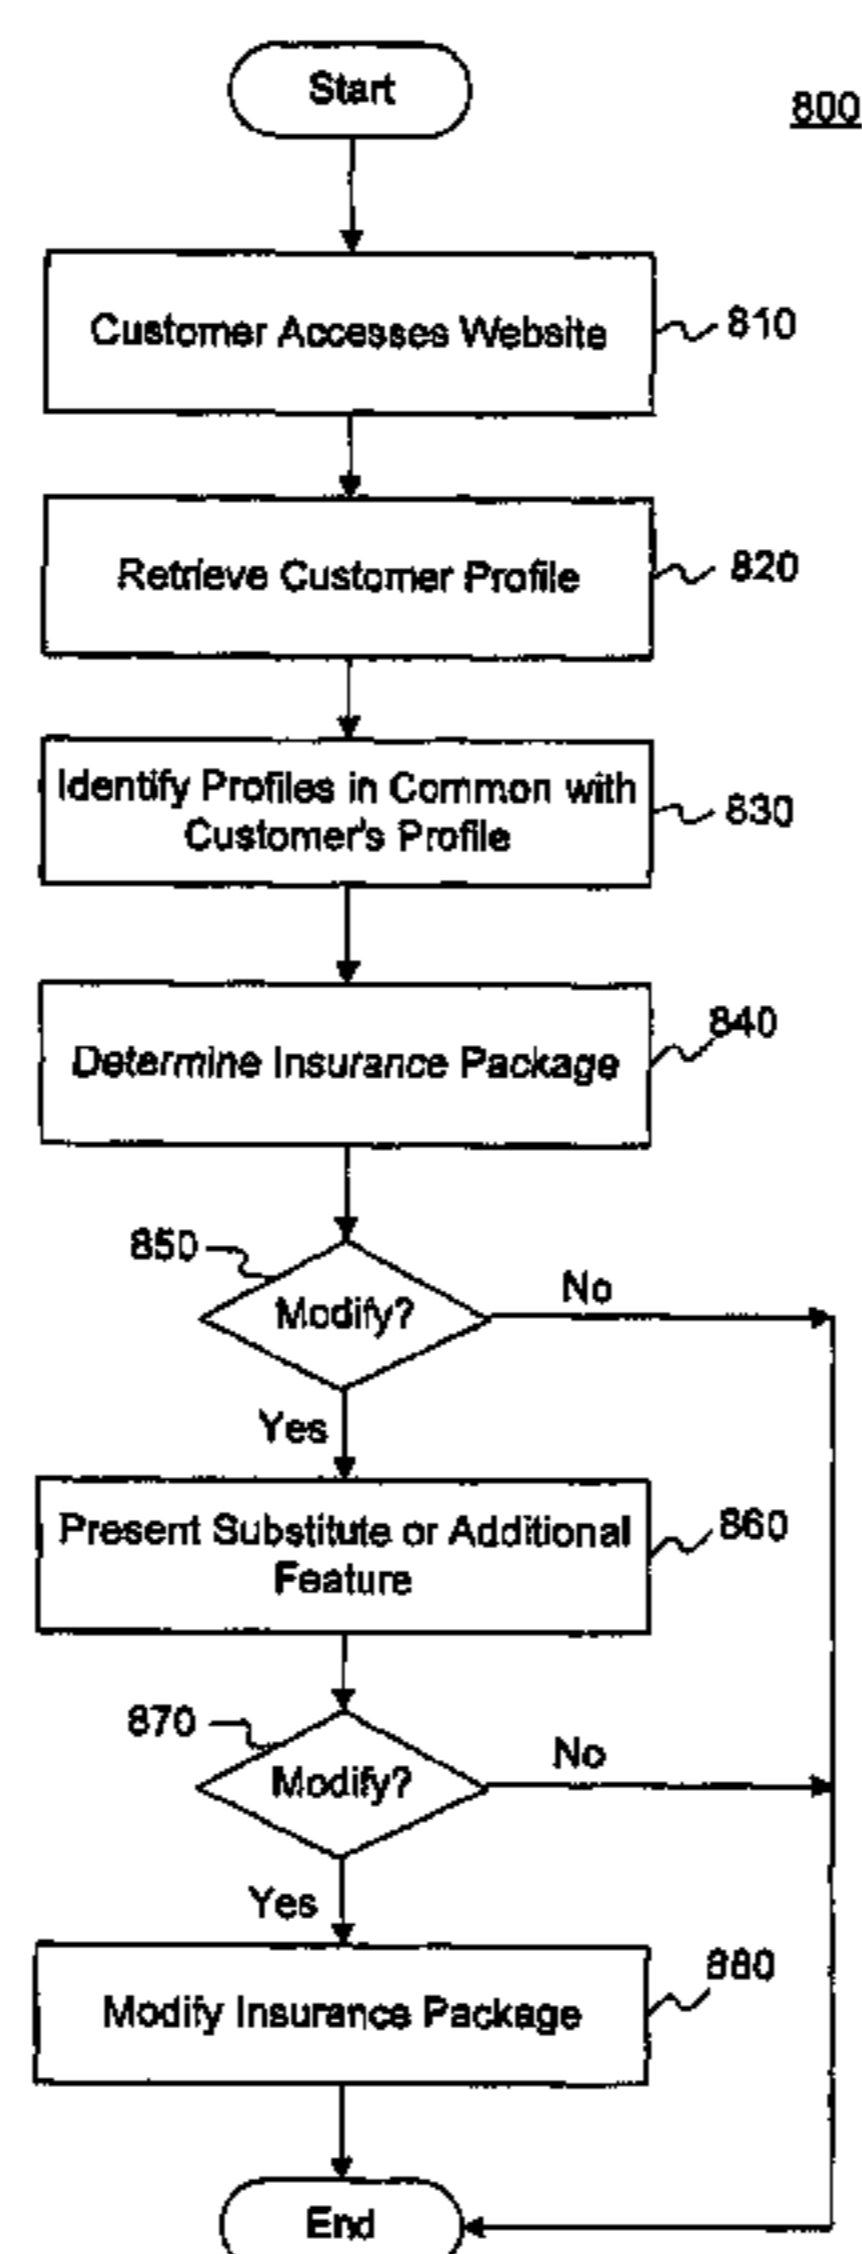 Start
800
Customer Accesses Website
810
Retrieve Customer Profile
820
Identify Profiles in Common with
Customer's Profile
830
Determine Insurance Package
840
850
Modify?
No
Yes
Present Substitute or Additional
Feature
860
870
Modify?
No
Yes
Modify Insurance Package
880
End